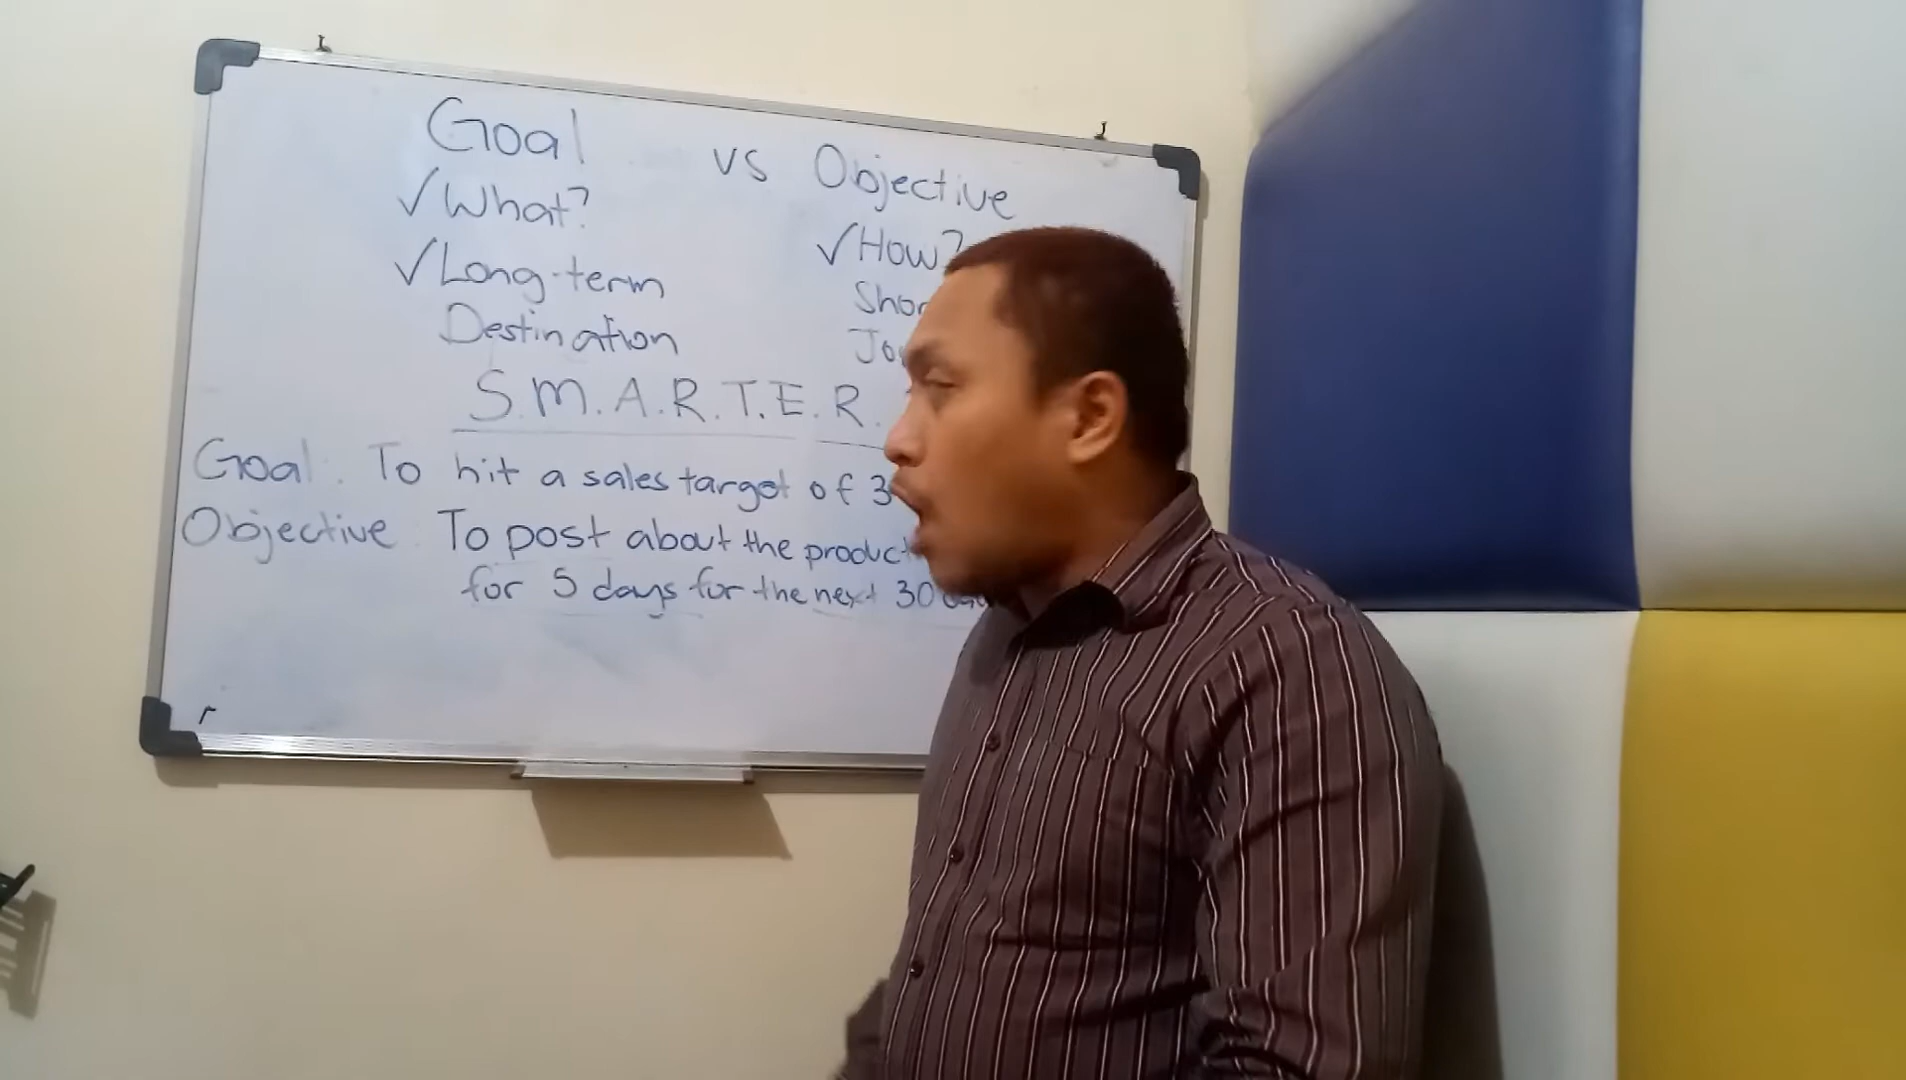 Goal vs Objective
✓What? ✓How?
✓Long-term
Destination
S.M.A.R.T.E.R.
Goal: To hit a sales target of
Objective: To post about the product
for 5 days for the next 30